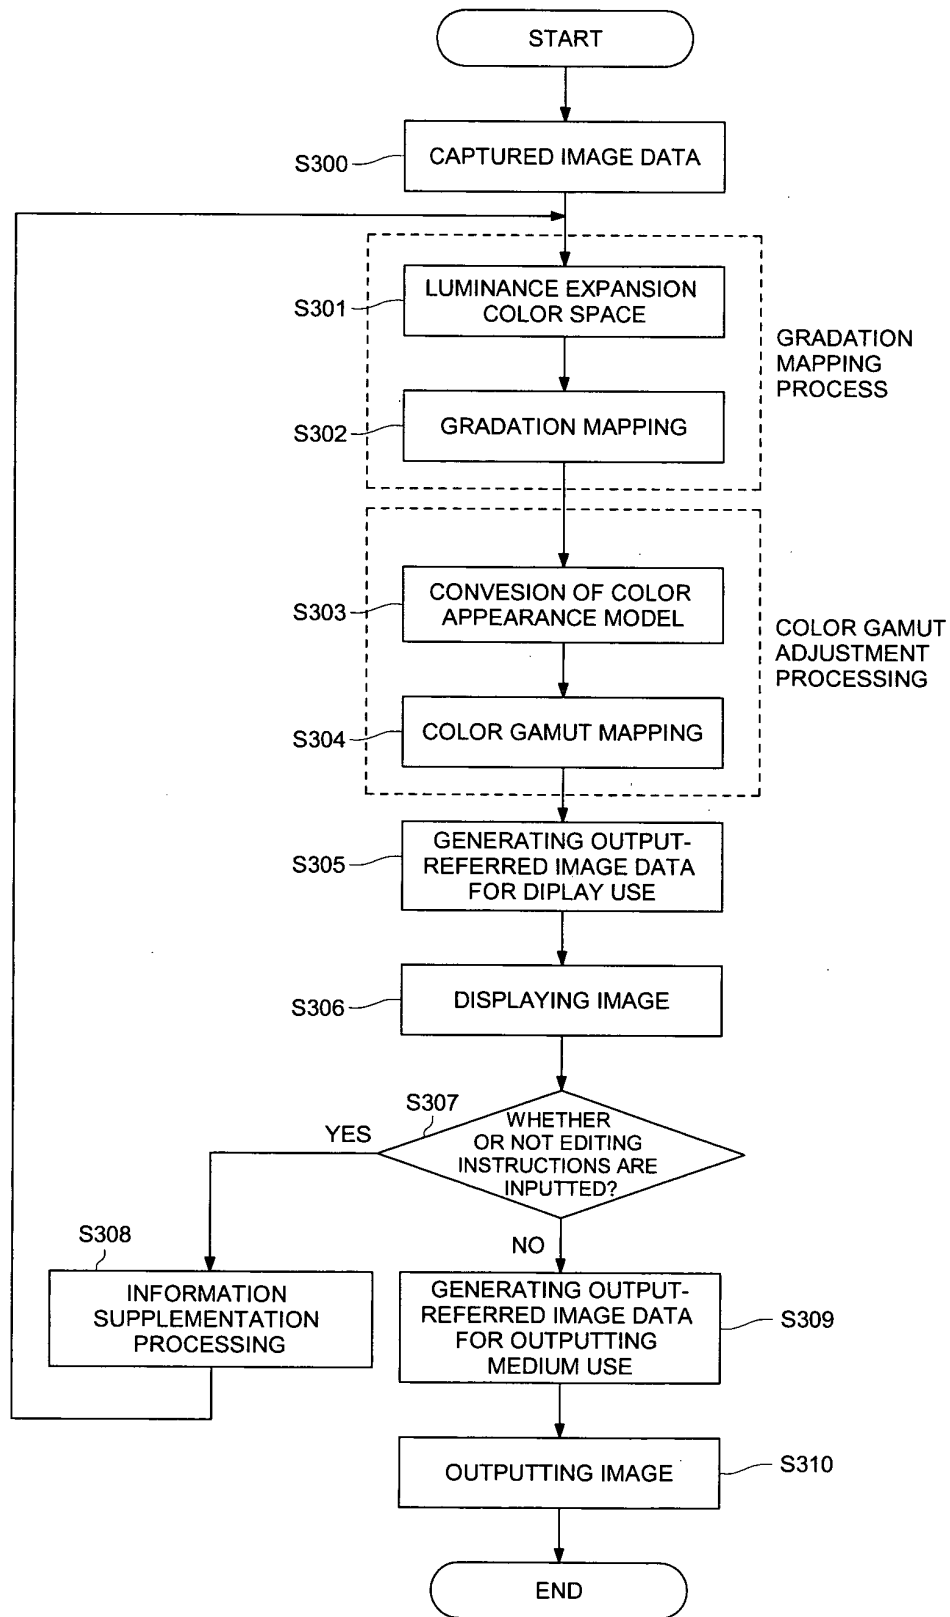 START
S300
CAPTURED IMAGE DATA
S301
LUMINANCE EXPANSION
COLOR SPACE
GRADATION
MAPPING
PROCESS
S302
GRADATION MAPPING
S303
CONVESION OF COLOR
APPEARANCE MODEL
COLOR GAMUT
ADJUSTMENT
PROCESSING
S304
COLOR GAMUT MAPPING
S305
GENERATING OUTPUT-
REFERRED IMAGE DATA
FOR DIPLAY USE
S306
DISPLAYING IMAGE
S307
WHETHER
OR NOT EDITING
INSTRUCTIONS ARE
INPUTTED?
YES
NO
S308
INFORMATION
SUPPLEMENTATION
PROCESSING
GENERATING OUTPUT-
REFERRED IMAGE DATA
FOR OUTPUTTING
MEDIUM USE
S309
OUTPUTTING IMAGE
S310
END